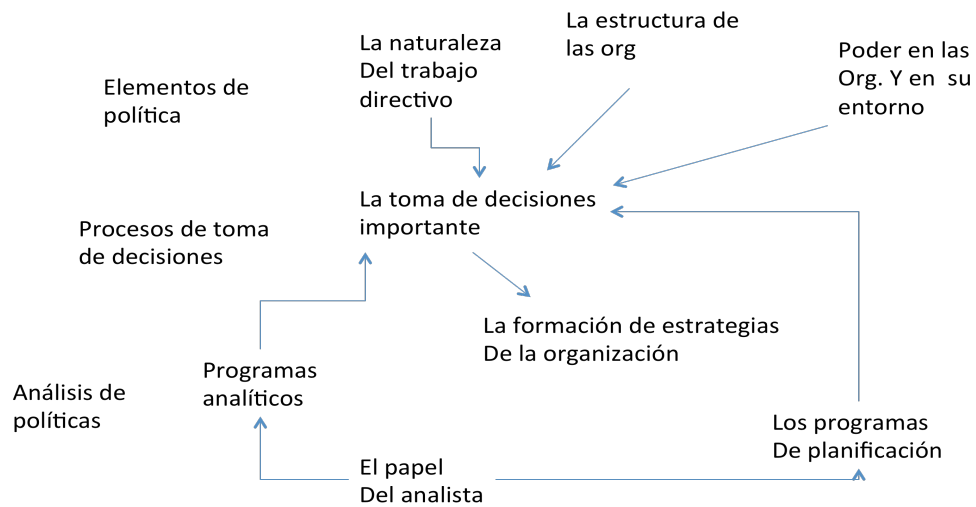 La estructura de
las org
La naturaleza
Del trabajo
directivo
Poder en las
Org. Y en  su
entorno
Elementos de
política
La toma de decisiones
importante
Procesos de toma
de decisiones
La formación de estrategias
De la organización
Programas
analíticos
Análisis de
políticas
Los programas
De planificación
El papel
Del analista